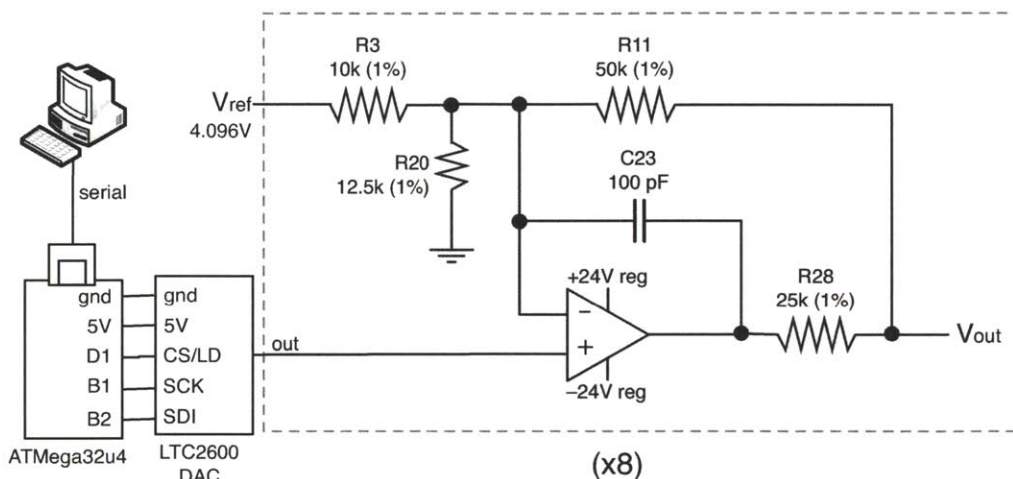 R3
10k (1%)
R11
50k (1%)
Vref
4.096V
R20
12.5k (1%)
C23
100 pF
serial
+24V reg
R28
25k (1%)
−
+
−24V reg
Vout
out
gnd
5V
D1
B1
B2
gnd
5V
CS/LD
SCK
SDI
ATMega32u4
LTC2600
DAC
(x8)